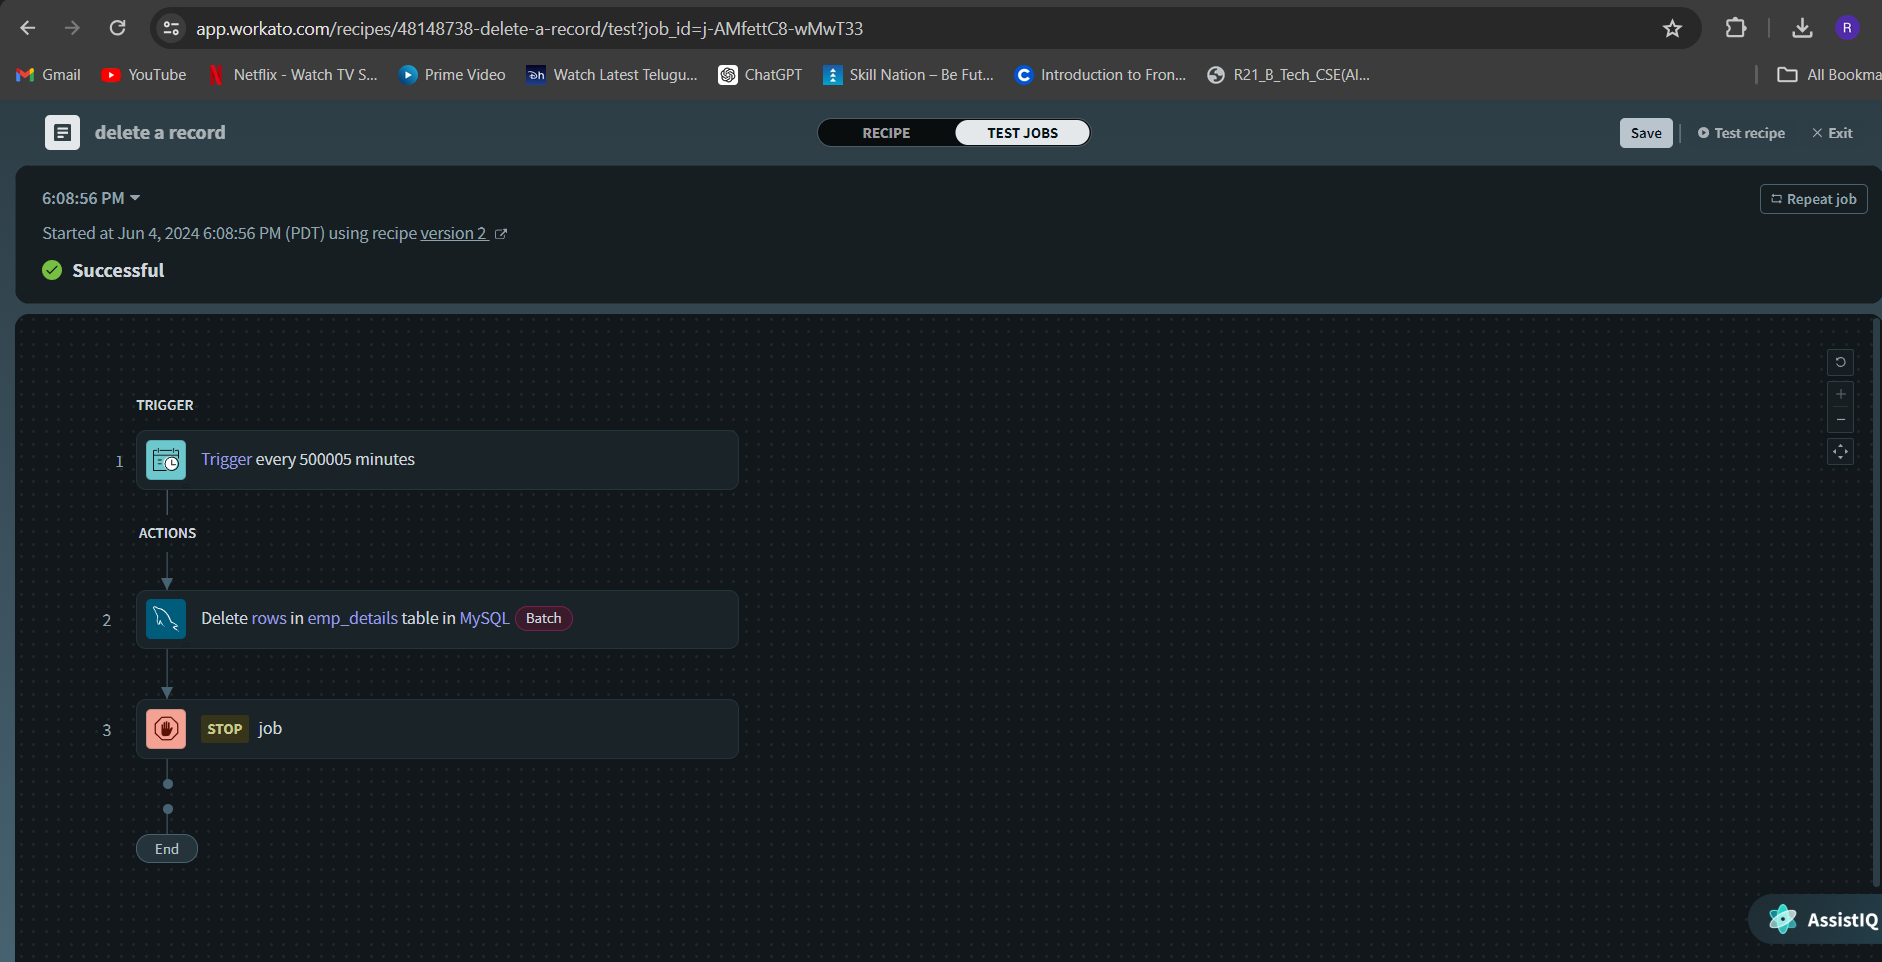 app.workato.com/recipes/48148738-delete-a-record/test?job_id=j-AMfettC8-wMwT33
R
Gmail YouTube Netflix - Watch TV S... Prime Video Ꭰh Watch Latest Telugu... ChatGPT Skill Nation – Be Fut... C Introduction to Fron... R21_B_Tech_CSE(AI... All Bookma
delete a record RECIPE TEST JOBS Save Test recipe Exit
6:08:56 PM Repeat job
Started at Jun 4, 2024 6:08:56 PM (PDT) using recipe version 2
Successful
TRIGGER
1 Trigger every 500005 minutes
ACTIONS
2 Delete rows in emp_details table in MySQL Batch
3 STOP job
End
AssistIQ